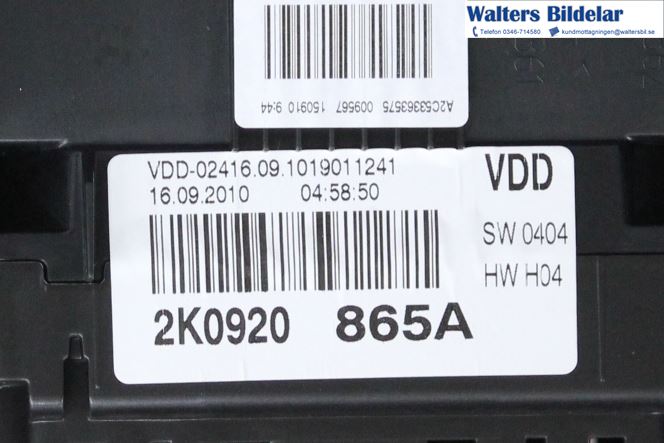 Walters Bildelar
Telefon 0346-714580 kundmottagningen@waltersbil.se
A2C53363575 009567 150910 9:44
VDD-02416.09.1019011241
16.09.2010 04:58:50
VDD
SW 0404
HW H04
2K0920 865A